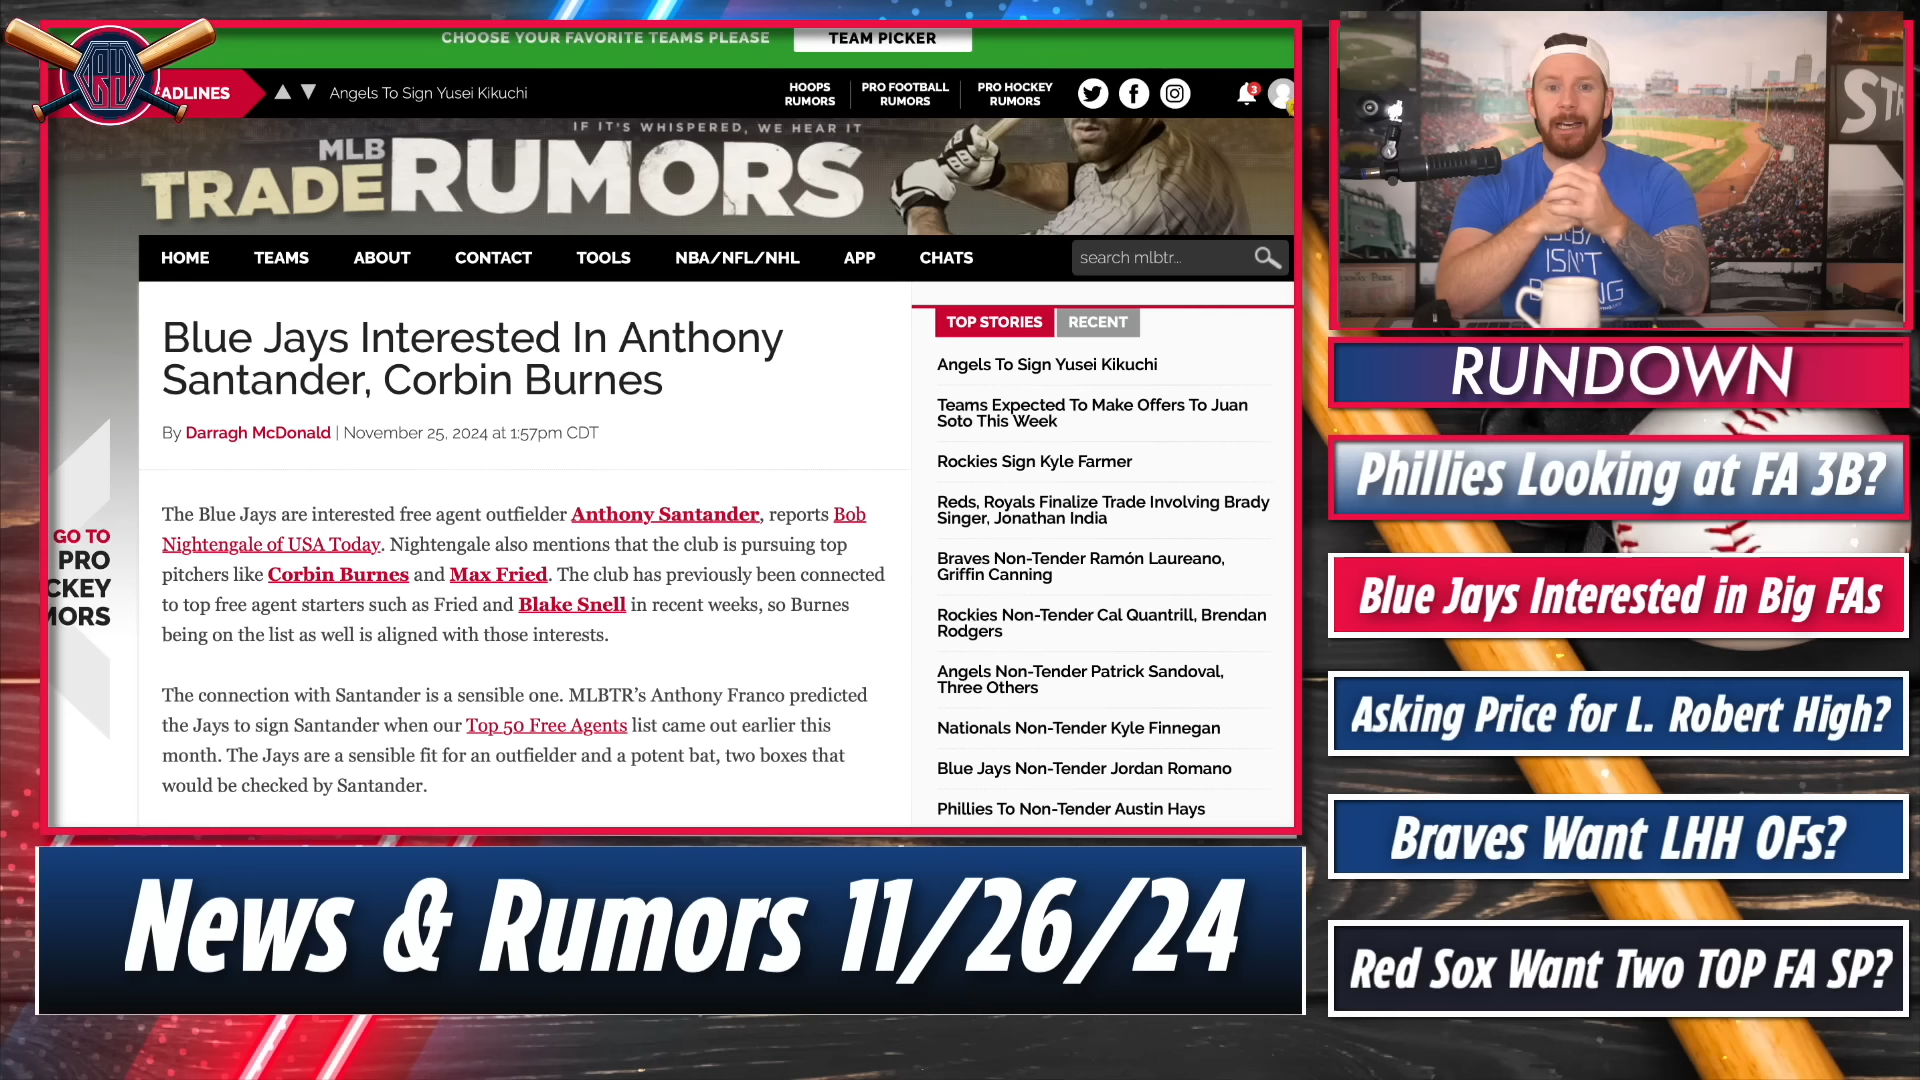 CHOOSE YOUR FAVORITE TEAMS PLEASE
TEAM PICKER
ADLINES
Angels To Sign Yusei Kikuchi
HOOPS
RUMORS
PRO FOOTBALL
RUMORS
PRO HOCKEY
RUMORS
3
IF IT'S WHISPERED, WE HEAR IT
MLB
TRADERUMORS
HOME
TEAMS
ABOUT
CONTACT
TOOLS
NBA/NFL/NHL
APP
CHATS
search mlbtr...
Blue Jays Interested In Anthony
Santander, Corbin Burnes
By Darragh McDonald | November 25, 2024 at 1:57pm CDT
The Blue Jays are interested free agent outfielder Anthony Santander, reports Bob
Nightengale of USA Today. Nightengale also mentions that the club is pursuing top
pitchers like Corbin Burnes and Max Fried. The club has previously been connected
to top free agent starters such as Fried and Blake Snell in recent weeks, so Burnes
being on the list as well is aligned with those interests.
The connection with Santander is a sensible one. MLBTR's Anthony Franco predicted
the Jays to sign Santander when our Top 50 Free Agents list came out earlier this
month. The Jays are a sensible fit for an outfielder and a potent bat, two boxes that
would be checked by Santander.
GO TO
PRO
CKEY
MORS
TOP STORIES
RECENT
Angels To Sign Yusei Kikuchi
Teams Expected To Make Offers To Juan
Soto This Week
Rockies Sign Kyle Farmer
Reds, Royals Finalize Trade Involving Brady
Singer, Jonathan India
Braves Non-Tender Ramón Laureano,
Griffin Canning
Rockies Non-Tender Cal Quantrill, Brendan
Rodgers
Angels Non-Tender Patrick Sandoval,
Three Others
Nationals Non-Tender Kyle Finnegan
Blue Jays Non-Tender Jordan Romano
Phillies To Non-Tender Austin Hays
STR
ISN'T
RUNDOWN
Phillies Looking at FA 3B?
Blue Jays Interested in Big FAs
Asking Price for L. Robert High?
Braves Want LHH OFs?
Red Sox Want Two TOP FA SP?
News & Rumors 11/26/24